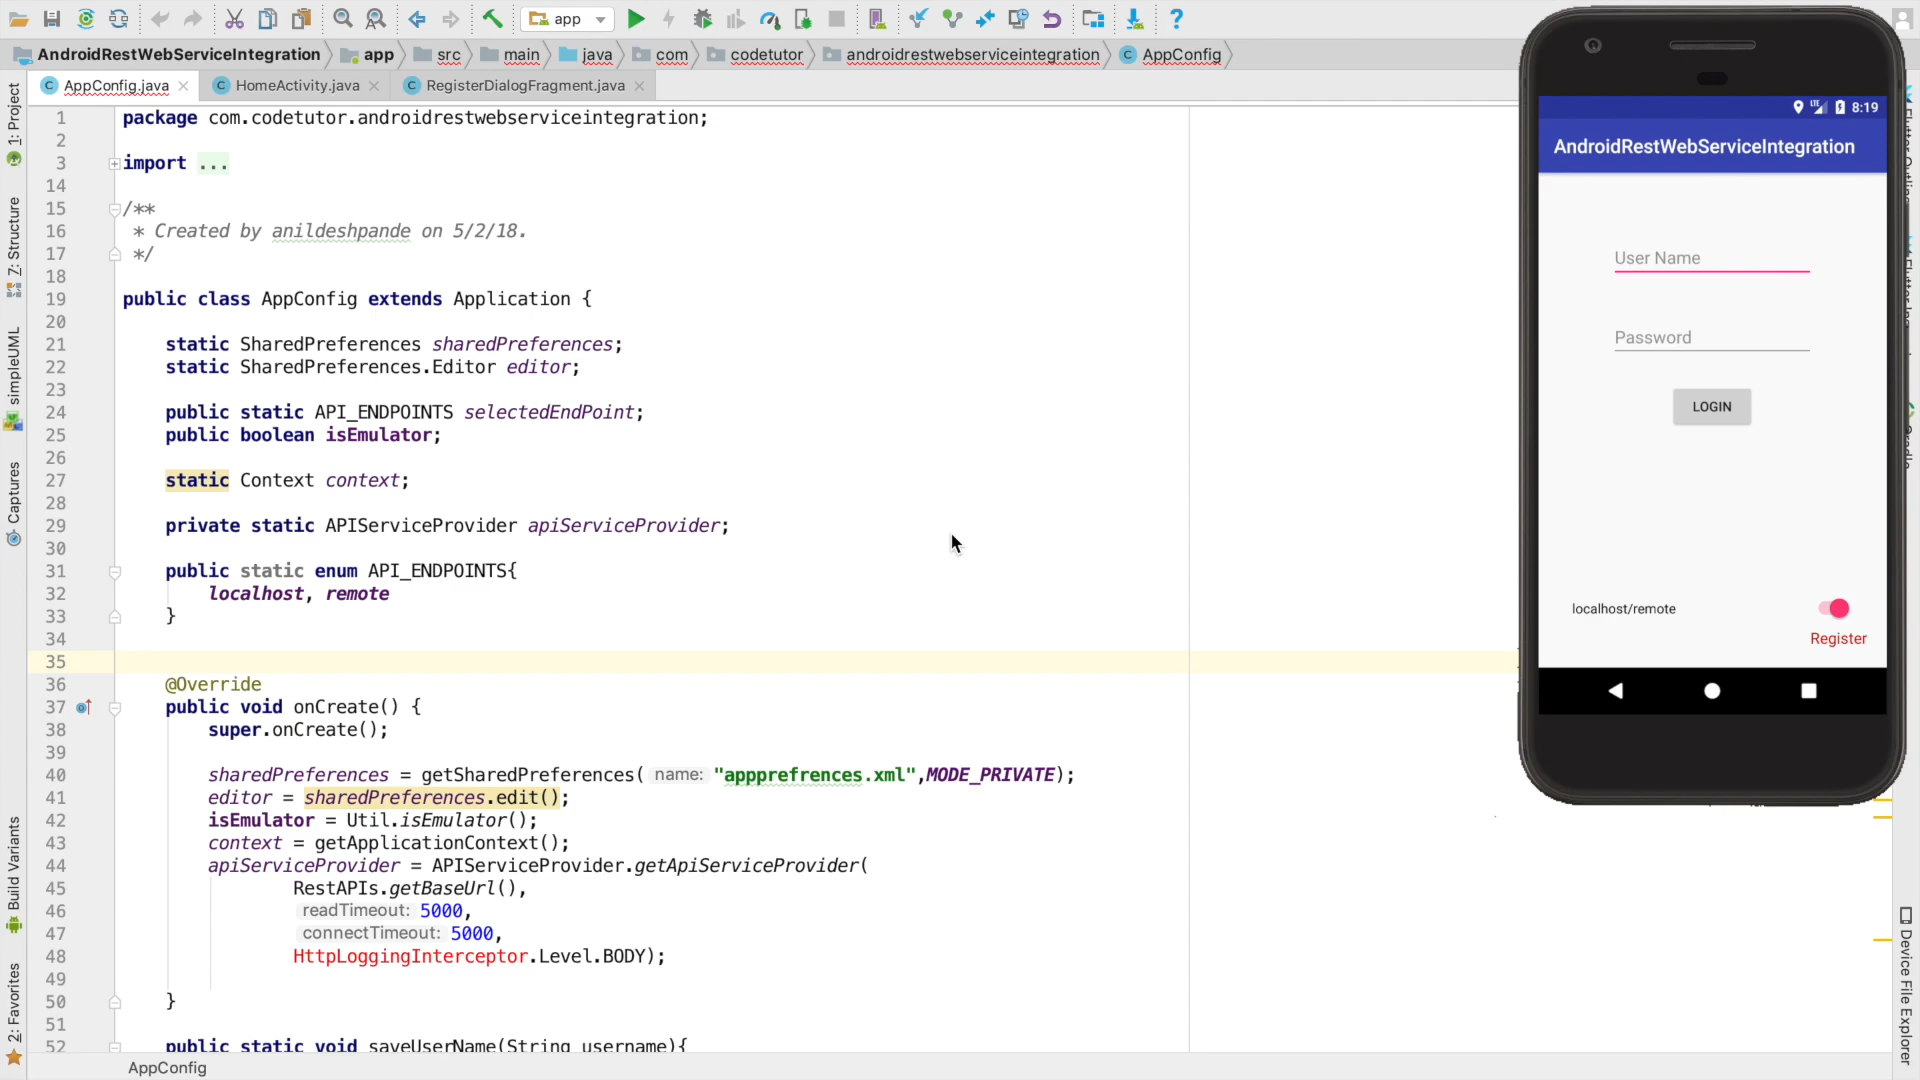 app
AndroidRestWebServiceIntegration
app
src
main
java
com
codetutor
androidrestwebserviceintegration
AppConfig
AppConfig.java
HomeActivity.java
RegisterDialogFragment.java
1: Project
7: Structure
simpleUML
Captures
Build Variants
2: Favorites
1 package com.codetutor.androidrestwebserviceintegration;
2
3 import ...
14
15 /**
16 * Created by anildeshpande on 5/2/18.
17 */
18
19 public class AppConfig extends Application {
20
21 static SharedPreferences sharedPreferences;
22 static SharedPreferences.Editor editor;
23
24 public static API_ENDPOINTS selectedEndPoint;
25 public boolean isEmulator;
26
27 static Context context;
28
29 private static APIServiceProvider apiServiceProvider;
30
31 public static enum API_ENDPOINTS{
32 localhost, remote
33 }
34
35
36 @Override
37 public void onCreate() {
38 super.onCreate();
39
40 sharedPreferences = getSharedPreferences( name: "appprefrences.xml",MODE_PRIVATE);
41 editor = sharedPreferences.edit();
42 isEmulator = Util.isEmulator();
43 context = getApplicationContext();
44 apiServiceProvider = APIServiceProvider.getApiServiceProvider(
45 RestAPIs.getBaseUrl(),
46 readTimeout: 5000,
47 connectTimeout: 5000,
48 HttpLoggingInterceptor.Level.BODY);
49
50 }
51
52 public static void saveUserName(String username){
AppConfig
LTE 8:19
AndroidRestWebServiceIntegration
User Name
Password
LOGIN
localhost/remote
Register
Device File Explorer